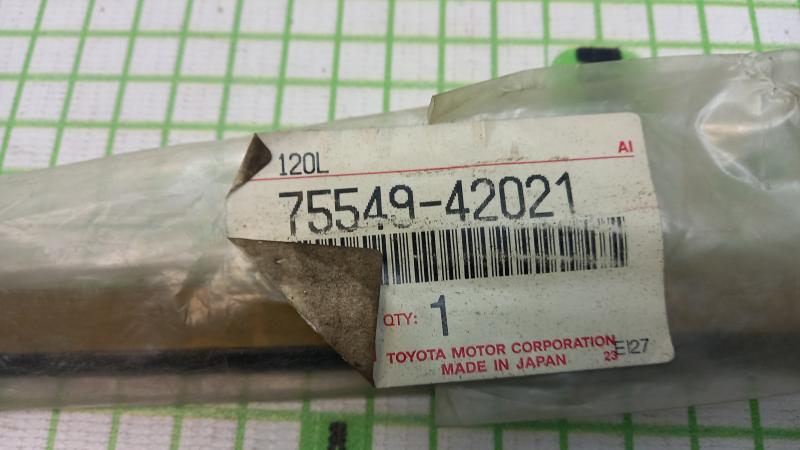 120L
AI
75549-42021
QTY: 1
TOYOTA MOTOR CORPORATION
MADE IN JAPAN 23 E127